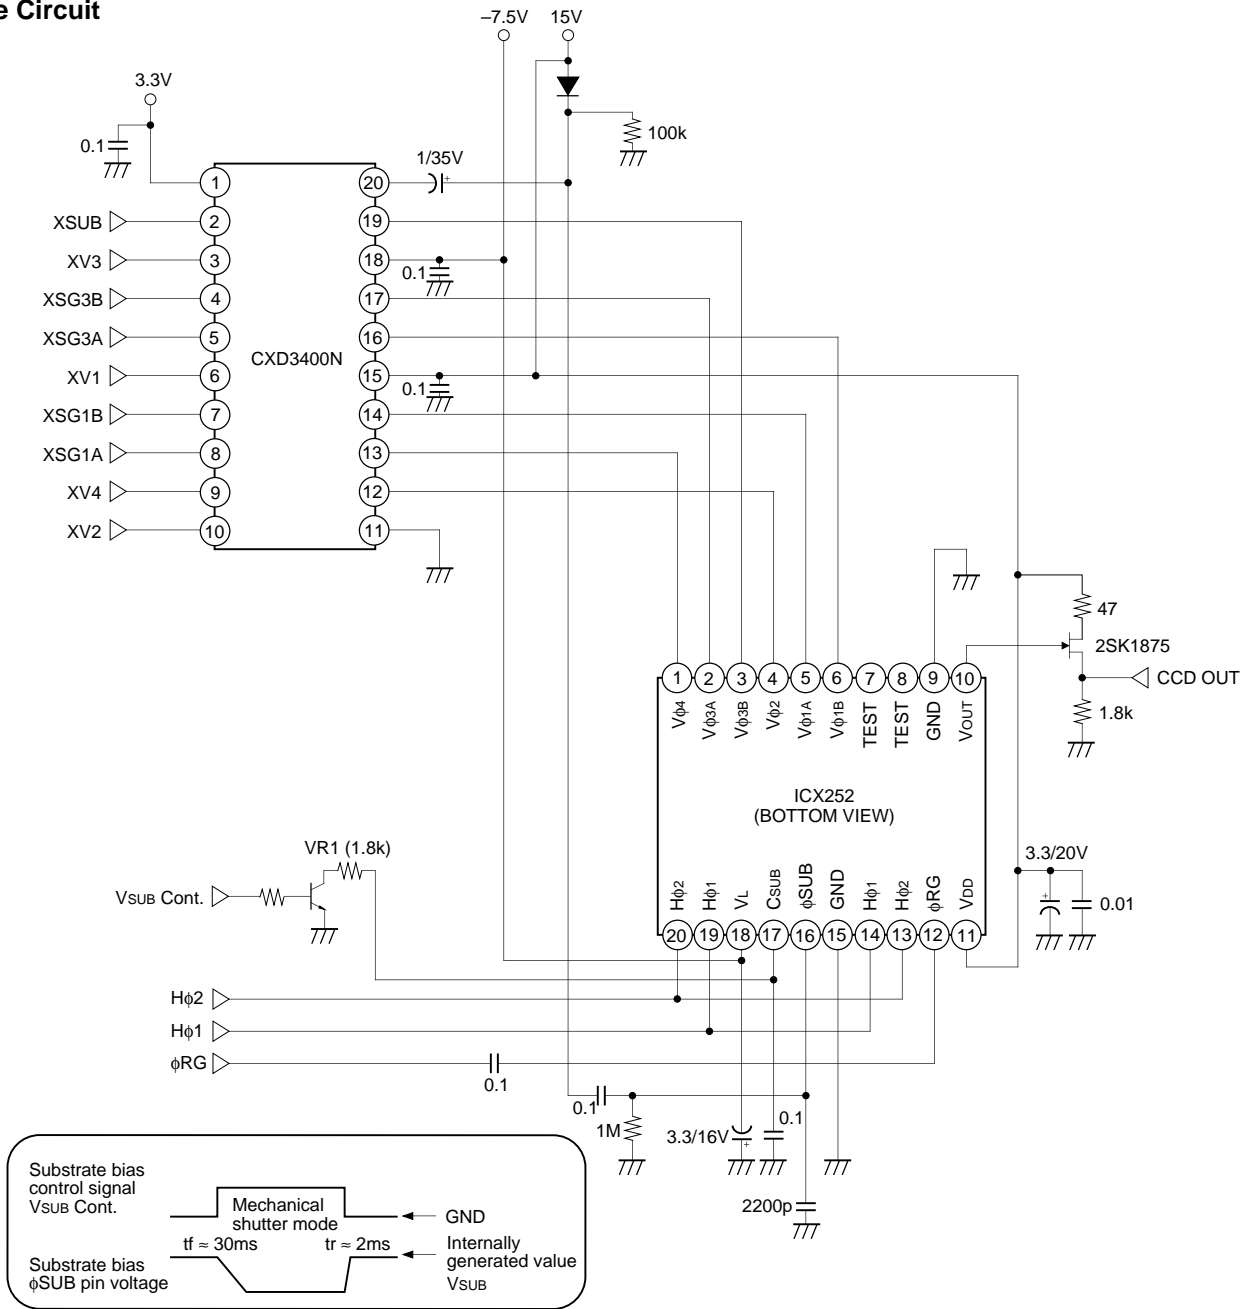 e Circuit
–7.5V 15V
3.3V
0.1
100k
1/35V
1 20
XSUB 2 19
XV3 3 18
0.1
XSG3B 4 17
XSG3A 5 16
CXD3400N
XV1 6 15
0.1
XSG1B 7 14
XSG1A 8 13
XV4 9 12
XV2 10 11
47
2SK1875
CCD OUT
1.8k
1 2 3 4 5 6 7 8 9 10
Vϕ4 Vϕ3A Vϕ3B Vϕ2 Vϕ1A Vϕ1B TEST TEST GND VOUT
ICX252
(BOTTOM VIEW)
VR1 (1.8k)
VSUB Cont.
3.3/20V
0.01
Hϕ2 Hϕ1 VL CSUB ϕSUB GND Hϕ1 Hϕ2 ϕRG VDD
20 19 18 17 16 15 14 13 12 11
Hϕ2
Hϕ1
ϕRG
0.1
0.1
1M
3.3/16V
0.1
2200p
Substrate bias
control signal
VSUB Cont.
Mechanical
shutter mode
GND
tf ≈ 30ms tr ≈ 2ms
Internally
generated value
VSUB
Substrate bias
ϕSUB pin voltage